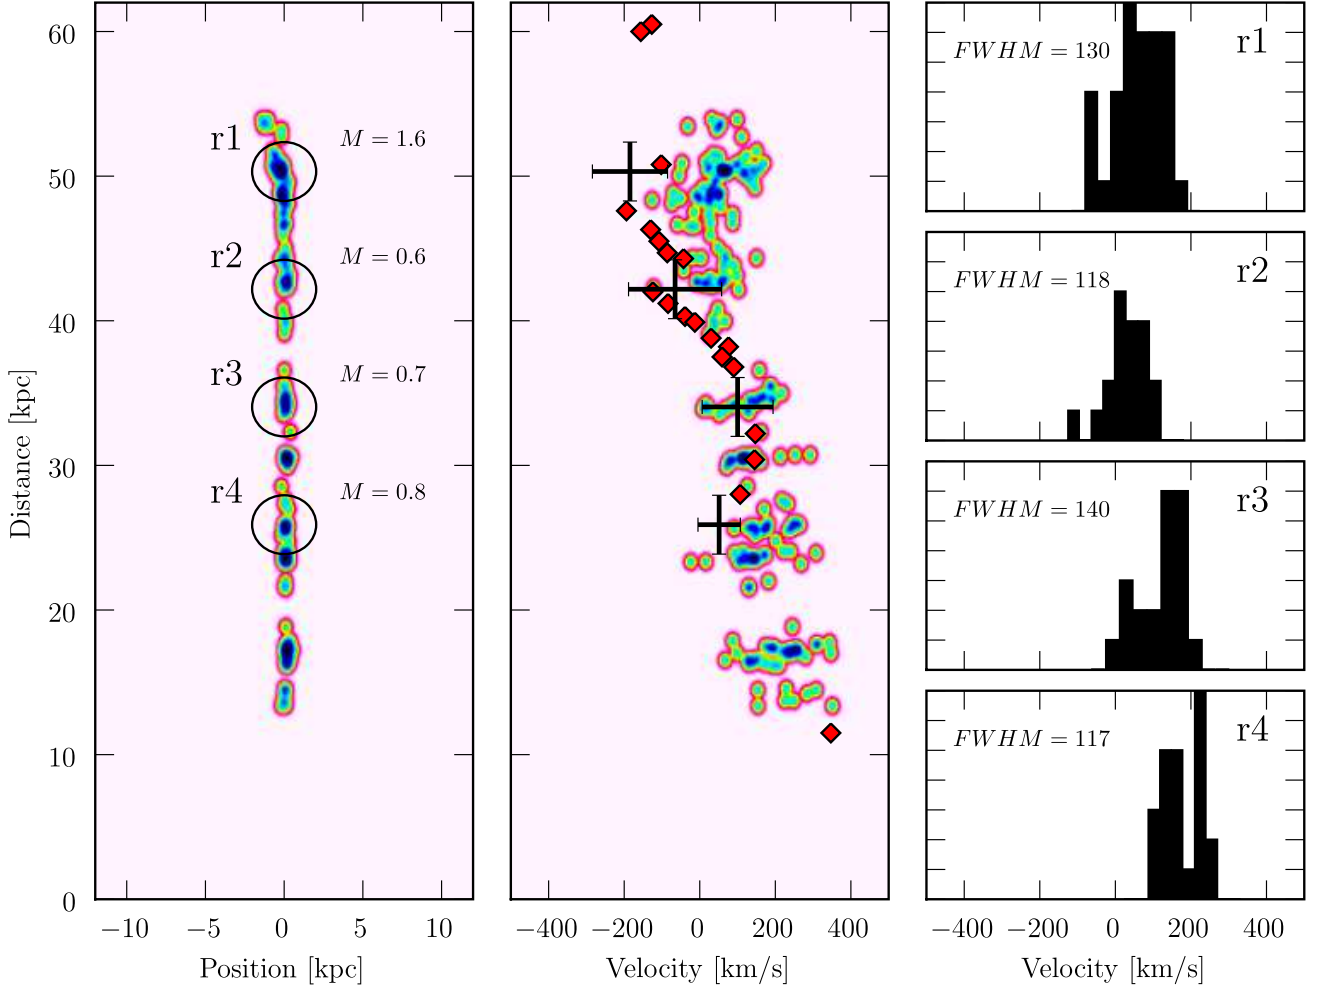 60
50
40
30
20
10
0
Distance [kpc]
r1
M = 1.6
r2
M = 0.6
r3
M = 0.7
r4
M = 0.8
−10 −5 0 5 10
Position [kpc]
−400 −200 0 200 400
Velocity [km/s]
FWHM = 130
r1
FWHM = 118
r2
FWHM = 140
r3
FWHM = 117
r4
−400 −200 0 200 400
Velocity [km/s]